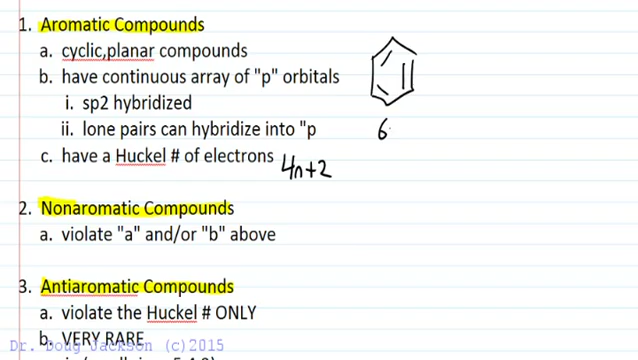 1. Aromatic Compounds
a. cyclic,planar compounds
b. have continuous array of "p" orbitals
i. sp2 hybridized
ii. lone pairs can hybridize into "p
6
c. have a Huckel # of electrons 4n+2
2. Nonaromatic Compounds
a. violate "a" and/or "b" above
3. Antiaromatic Compounds
a. violate the Huckel # ONLY
b. VERY RARE
Dr. Doug Jackson (c)2015